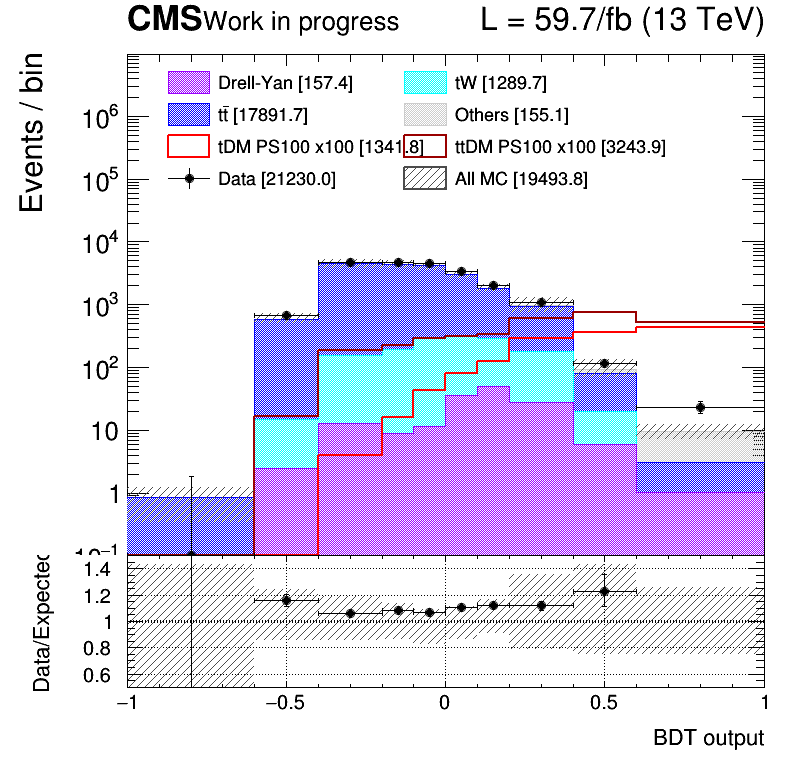 CMS Work in progress L = 59.7/fb (13 TeV)
Events / bin
Drell-Yan [157.4] tW [1289.7]
tt̄ [17891.7] Others [155.1]
tDM PS100 x100 [1341.8] ttDM PS100 x100 [3243.9]
Data [21230.0] All MC [19493.8]
10⁶
10⁵
10⁴
10³
10²
10
1
10⁻¹
Data/Expected
1.4
1.2
1
0.8
0.6
−1 −0.5 0 0.5 1
BDT output